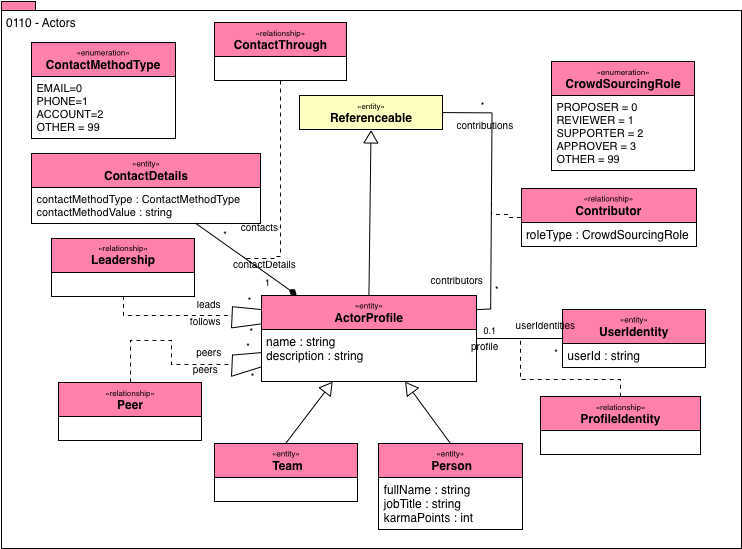 0110 - Actors
«relationship»
ContactThrough
«enumeration»
ContactMethodType
EMAIL=0
PHONE=1
ACCOUNT=2
OTHER = 99
«enumeration»
CrowdSourcingRole
PROPOSER = 0
REVIEWER = 1
SUPPORTER = 2
APPROVER = 3
OTHER = 99
«entity»
Referenceable
*
contributions
«entity»
ContactDetails
contactMethodType : ContactMethodType
contactMethodValue : string
«relationship»
Contributor
roleType : CrowdSourcingRole
*
contacts
contactDetails
1
«relationship»
Leadership
contributors
*
leads
*
follows
*
«entity»
ActorProfile
name : string
description : string
0.1
profile
userIdentities
*
«entity»
UserIdentity
userId : string
peers
*
peers
*
«relationship»
Peer
«relationship»
ProfileIdentity
«entity»
Team
«entity»
Person
fullName : string
jobTitle : string
karmaPoints : int